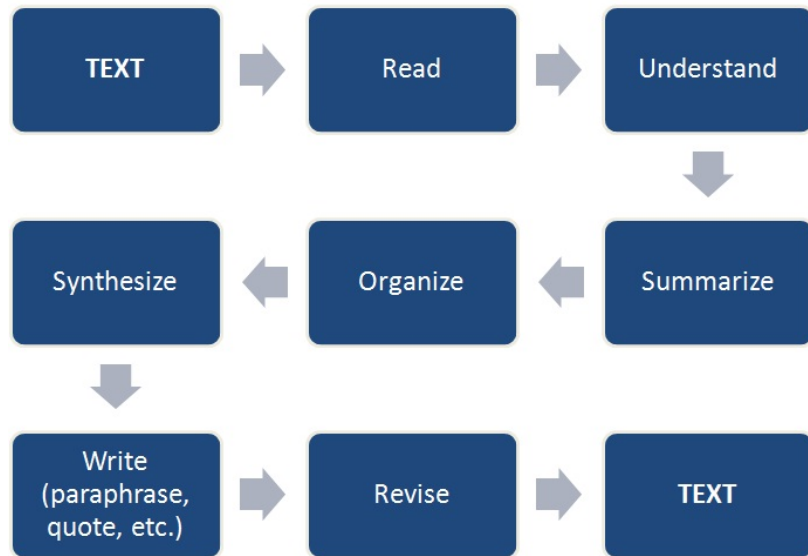 TEXT
Read
Understand
Summarize
Organize
Synthesize
Write
(paraphrase,
quote, etc.)
Revise
TEXT